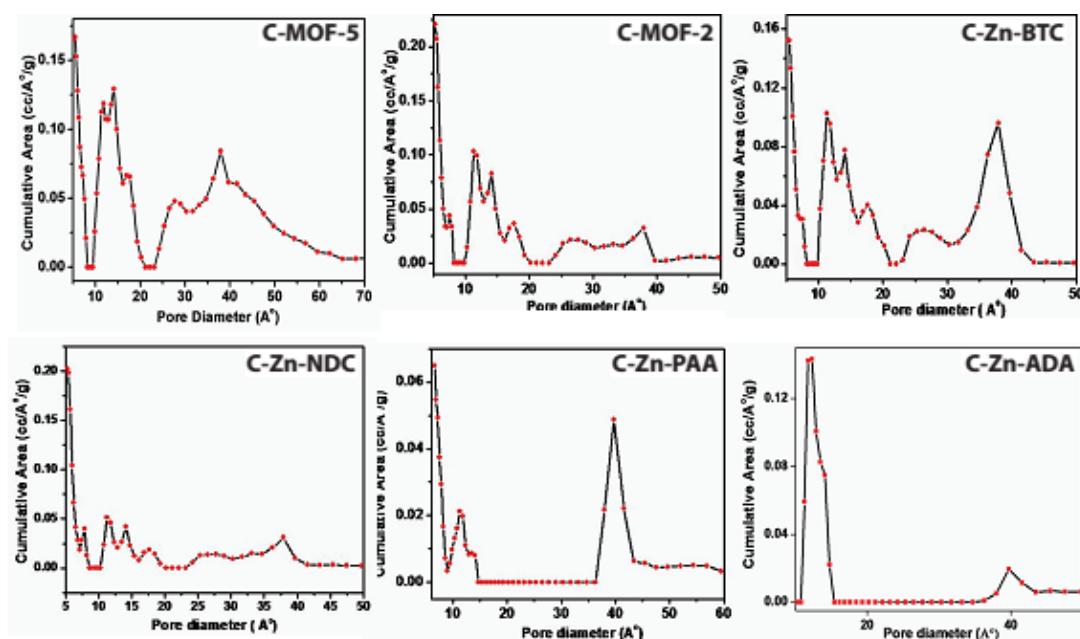 C-MOF-5
Cumulative Area (cc/A°/g)
0.15
0.10
0.05
0.00
10 20 30 40 50 60 70
Pore Diameter (A°)
C-MOF-2
Cumulative Area (cc/A°/g)
0.20
0.15
0.10
0.05
0.00
10 20 30 40 50
Pore diameter (A°)
C-Zn-BTC
Cumulative Area (cc/A°/g)
0.16
0.12
0.08
0.04
0.00
10 20 30 40 50
Pore diameter ( A°)
C-Zn-NDC
Cumulative Area (cc/A°/g)
0.20
0.15
0.10
0.05
0.00
5 10 15 20 25 30 35 40 45 50
Pore diameter ( A°)
C-Zn-PAA
Cumulative Area (cc/A°/g)
0.06
0.04
0.02
0.00
10 20 30 40 50 60
Pore diameter (A°)
C-Zn-ADA
Cumulative Area (cc/A°/g)
0.12
0.08
0.04
0.00
20 40
Pore diameter (A°)